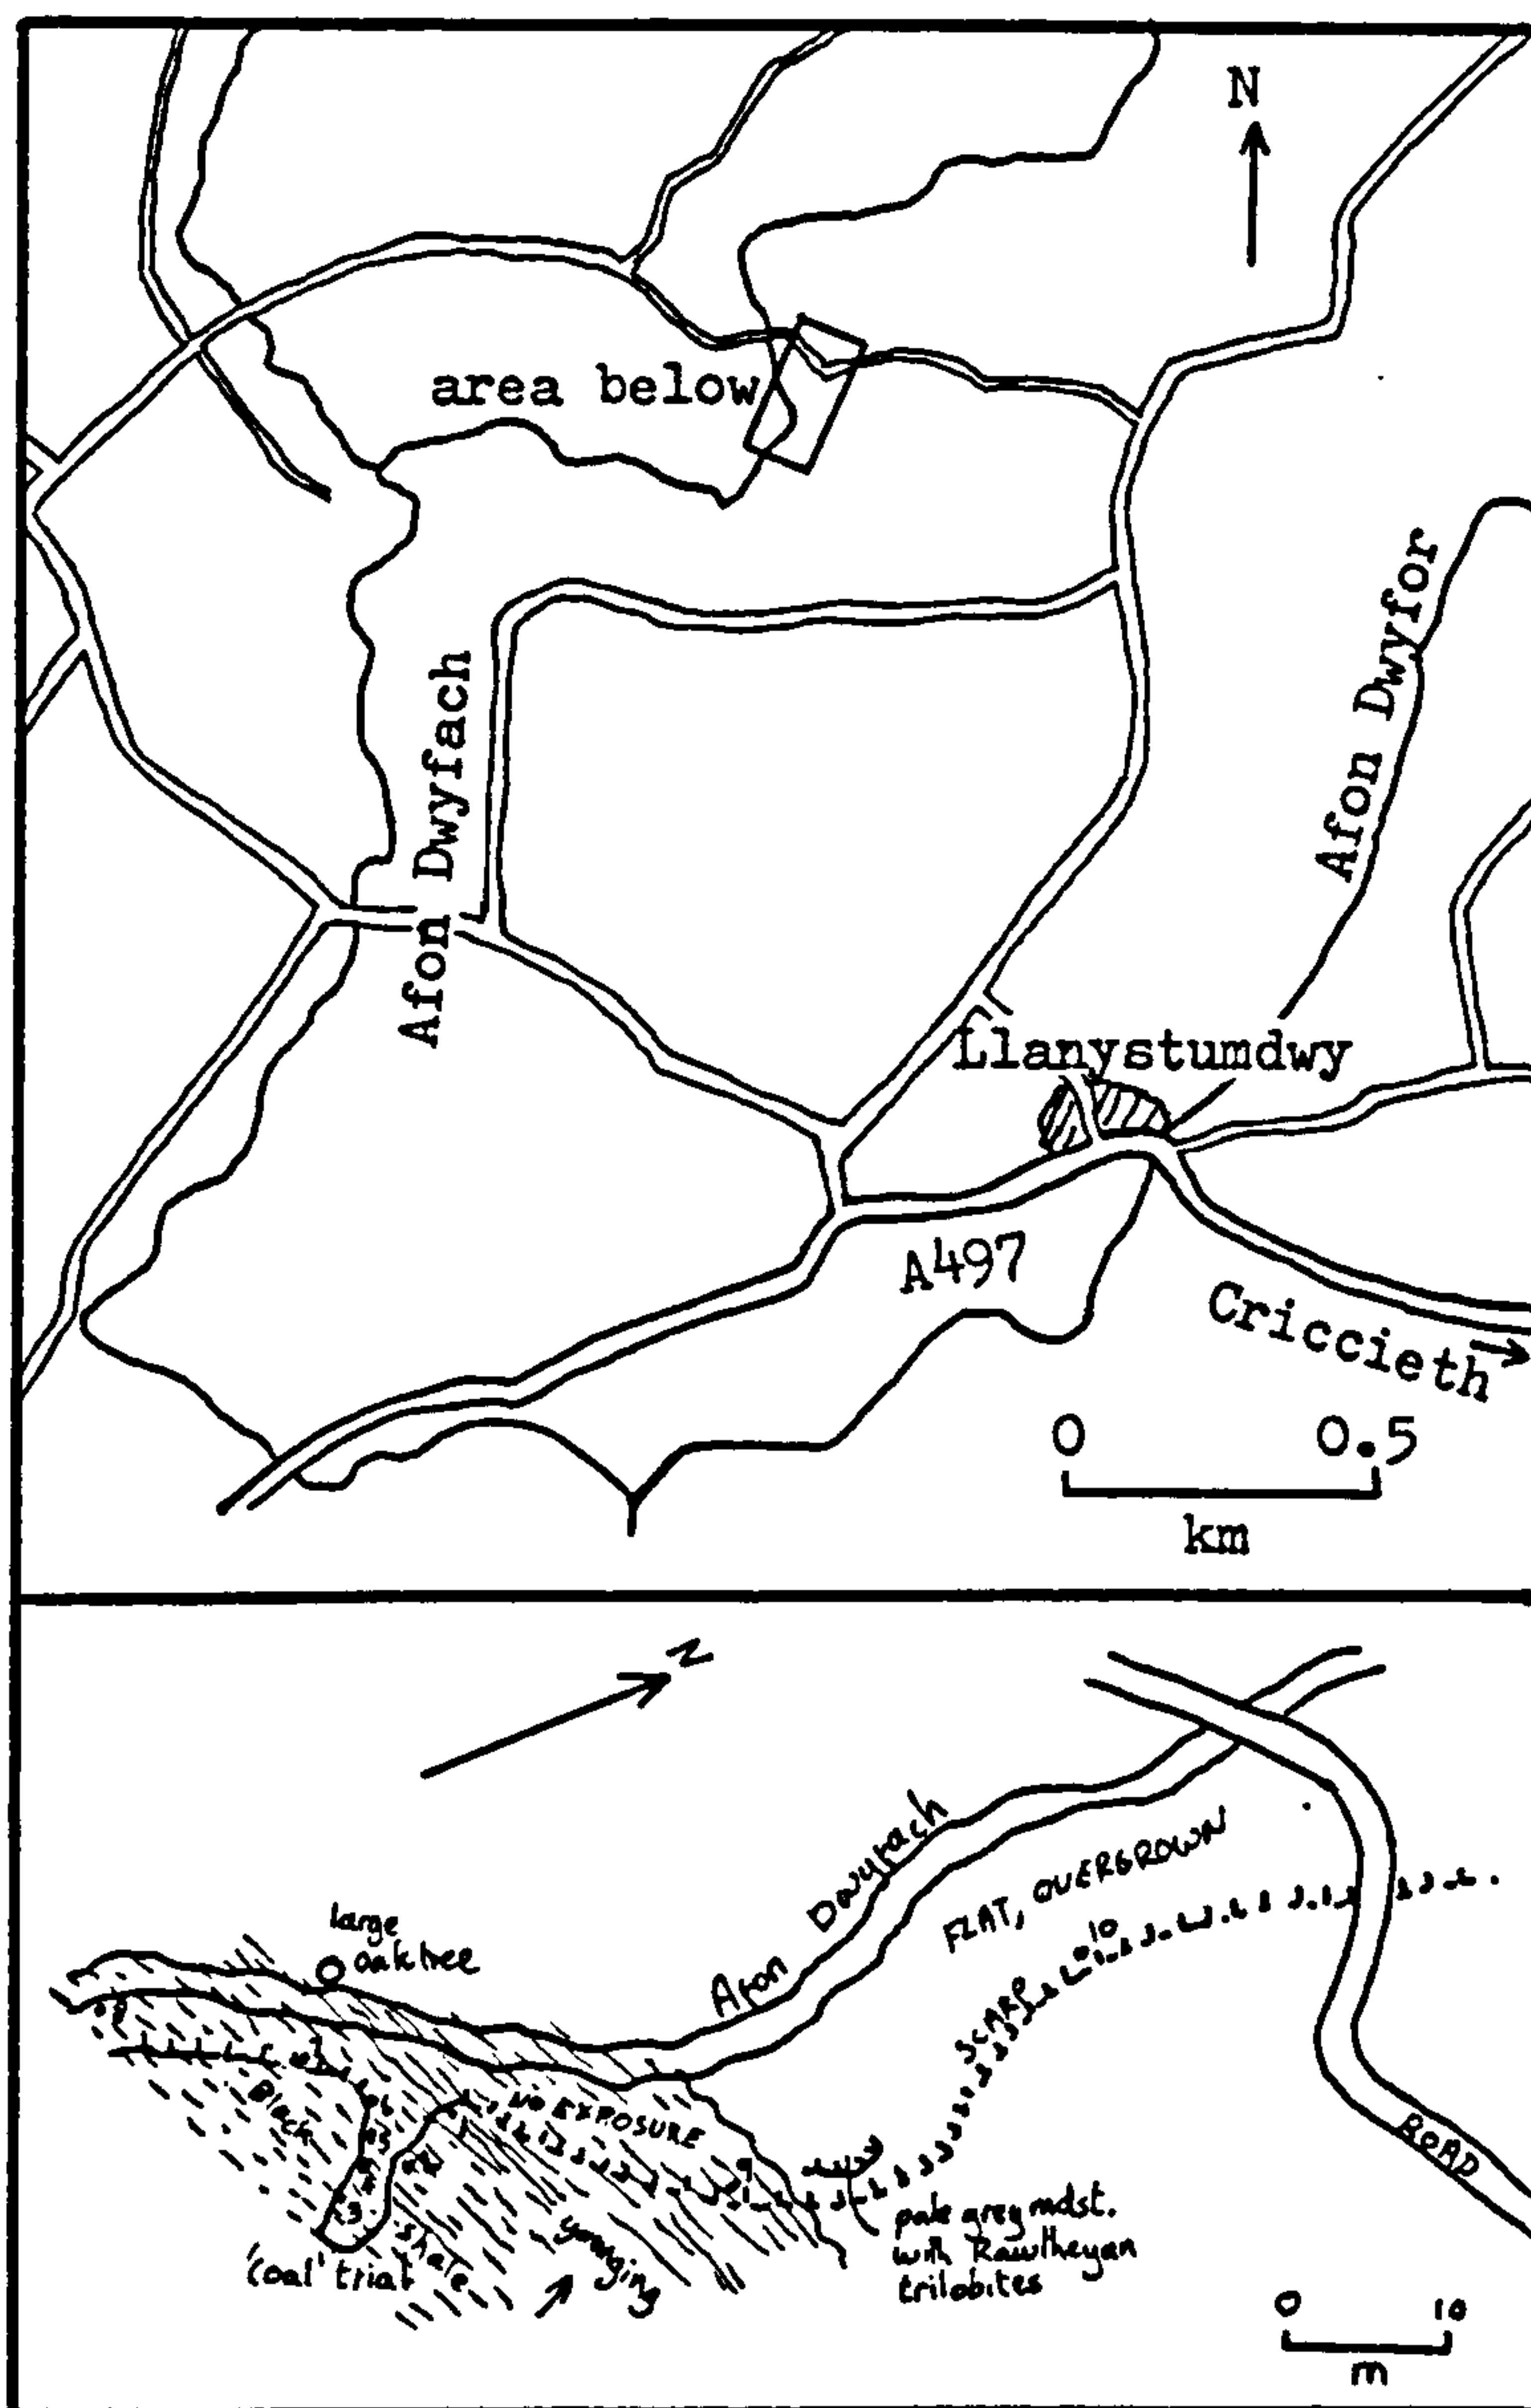 N
area below
Afon Dwyfor
Afon Dwyfach
Llanystumdwy
A497
Criccieth
0 0.5
km
N
Afon Dwyfach
FLAT, OVERGROWN
large
oak tree
10
SCARP
NO EXPOSURE
Black
9
ROAD
pale grey mdst.
with Rawtheyan
trilobites
'Coal' trial
shale
younging
0 10
m